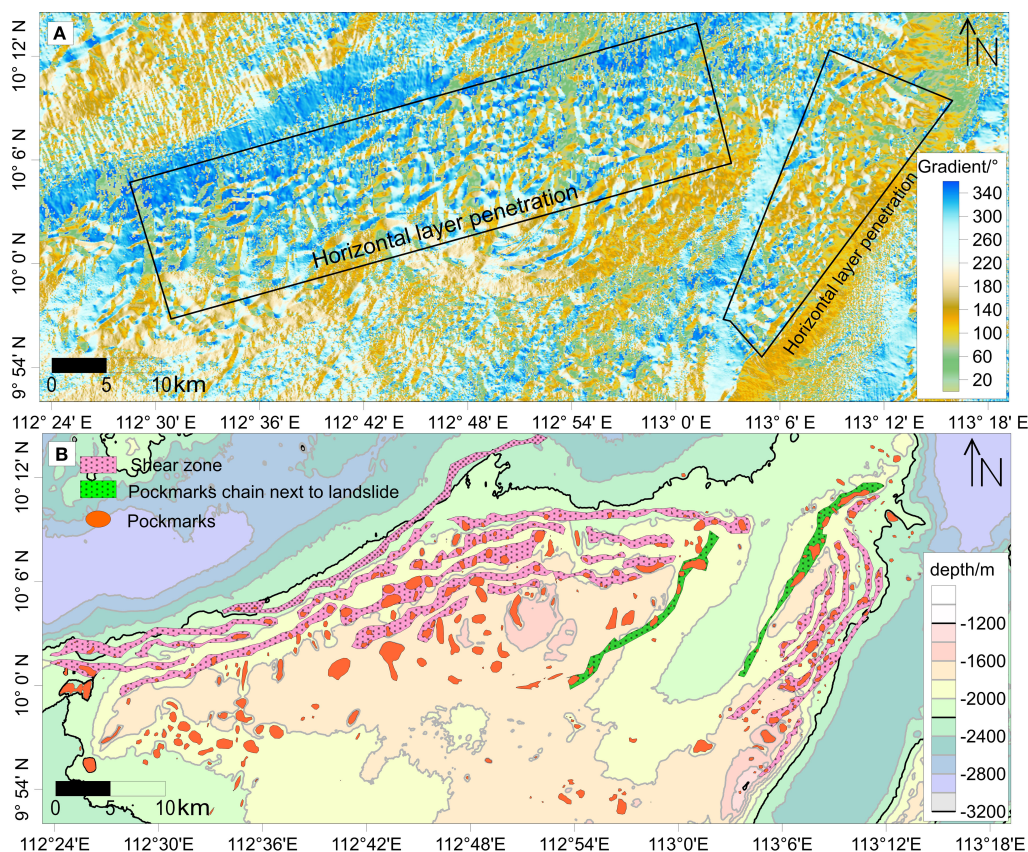 A
10° 12' N
10° 6' N
10° 0' N
9° 54' N
N
Horizontal layer penetration
Horizontal layer penetration
Gradient/°
340
300
260
220
180
140
100
60
20
0 5 10km
112°24' E 112°30'E 112°36' E 112°42' E 112°48' E 112°54' E 113°0' E 113°6' E 113°12' E 113°18' E
B
Shear zone
Pockmarks chain next to landslide
Pockmarks
N
10° 12' N
10° 6' N
10° 0' N
9° 54' N
depth/m
-1200
-1600
-2000
-2400
-2800
-3200
0 5 10km
112°24' E 112°30'E 112°36' E 112°42' E 112°48' E 112°54' E 113°0' E 113°6' E 113°12' E 113°18' E